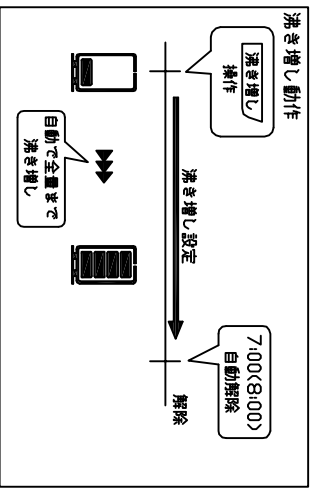 沸き増し動作
沸き増し
操作
7:00(8:00)
自動解除
沸き増し設定
解除
自動で全量まで
沸き増し